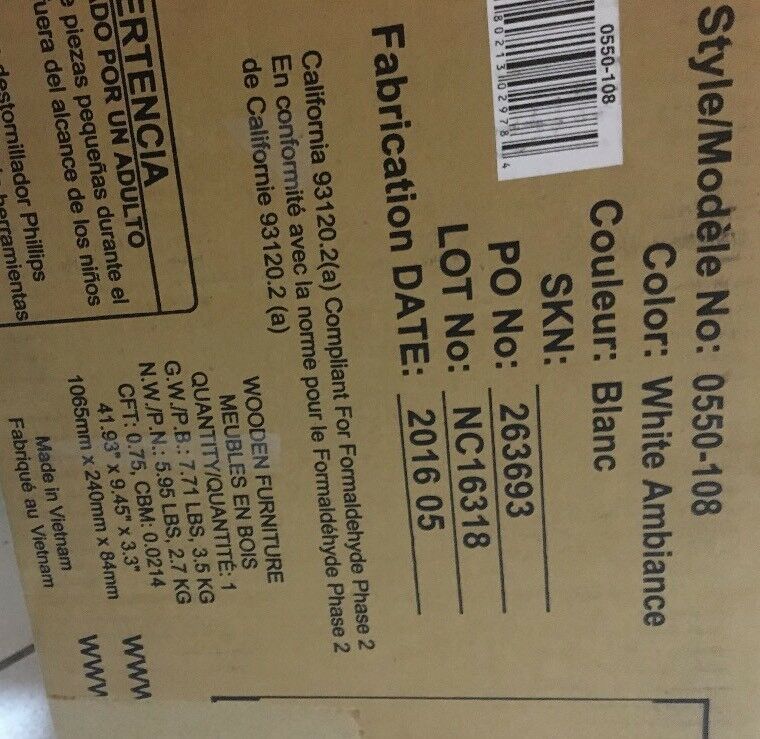 Style/Modèle No: 0550-108
Color: White Ambiance
Couleur: Blanc
SKN:
PO No: 263693
LOT No: NC16318
Fabrication DATE: 2016 05
0550-108
8 0213 02978 4
California 93120.2(a) Compliant For Formaldehyde Phase 2
En conformité avec la norme pour le Formaldéhyde Phase 2
de Californie 93120.2 (a)
WOODEN FURNITURE
MEUBLES EN BOIS
QUANTITY/QUANTITÉ: 1
G.W./P.B.: 7.71 LBS, 3.5 KG
N.W./P.N.: 5.95 LBS, 2.7 KG
CFT: 0.75, CBM: 0.0214
41.93" x 9.45" x 3.3"
1065mm x 240mm x 84mm
Made in Vietnam
Fabriqué au Vietnam
ERTENCIA
DO POR UN ADULTO
e piezas pequeñas durante el
uera del alcance de los niños
destornillador Phillips
herramientas
www
www